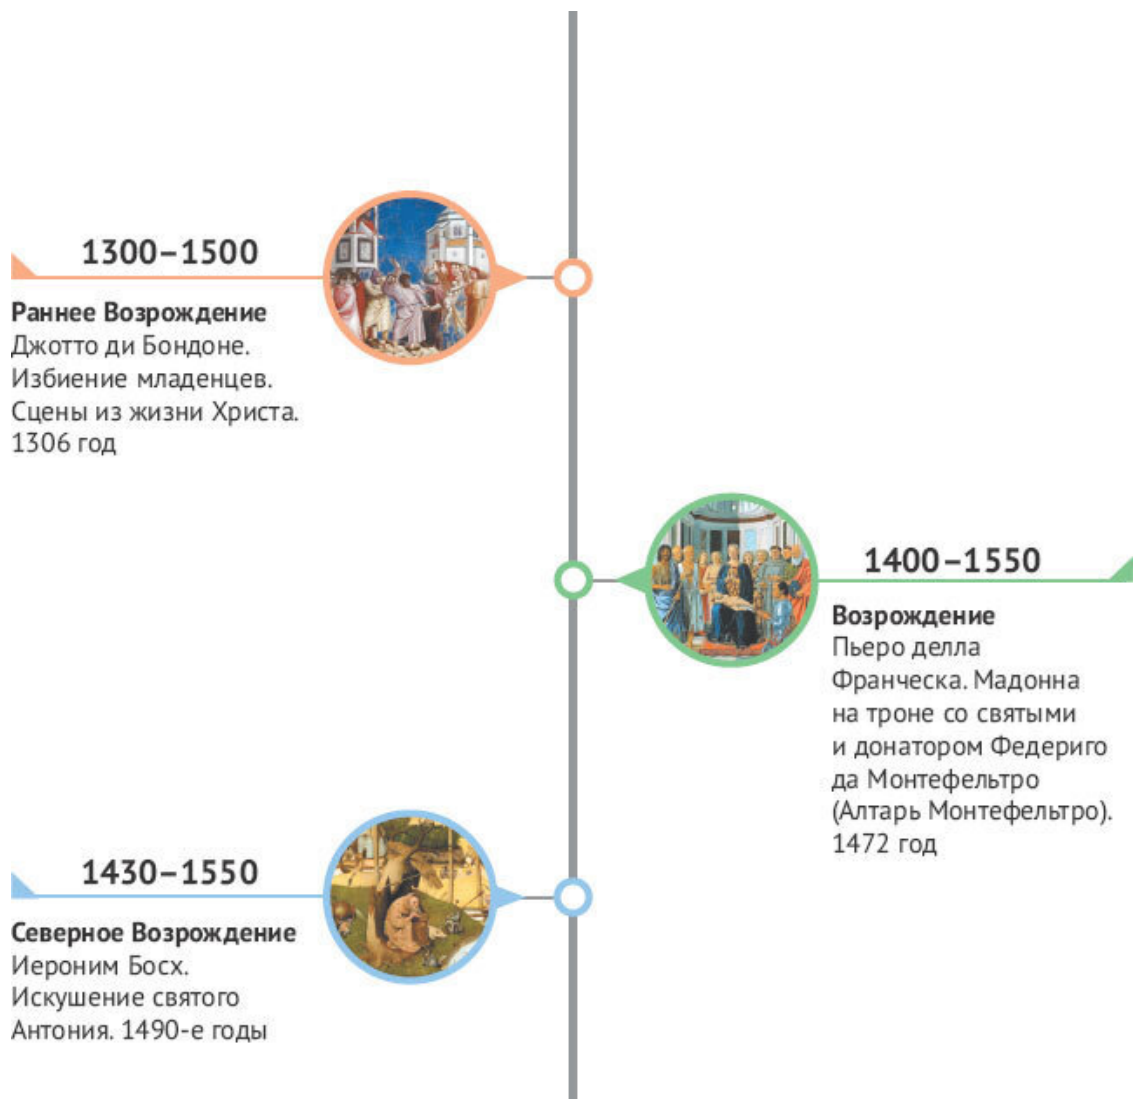 1300–1500
Раннее Возрождение
Джотто ди Бондоне.
Избиение младенцев.
Сцены из жизни Христа.
1306 год
1400–1550
Возрождение
Пьеро делла
Франческа. Мадонна
на троне со святыми
и донатором Федериго
да Монтефельтро
(Алтарь Монтефельтро).
1472 год
1430–1550
Северное Возрождение
Иероним Босх.
Искушение святого
Антония. 1490-е годы